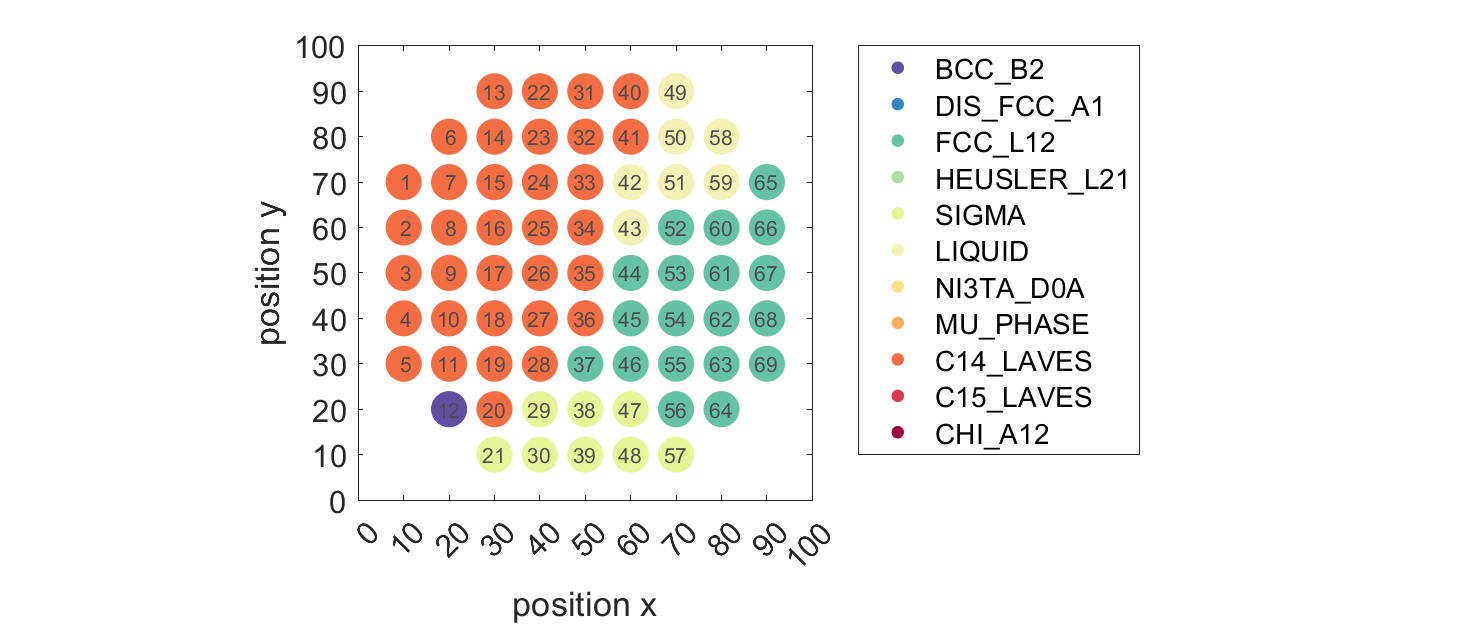 100
90 13 22 31 40 49
80 6 14 23 32 41 50 58
70 1 7 15 24 33 42 51 59 65
60 2 8 16 25 34 43 52 60 66
50 3 9 17 26 35 44 53 61 67
40 4 10 18 27 36 45 54 62 68
30 5 11 19 28 37 46 55 63 69
20 12 20 29 38 47 56 64
10 21 30 39 48 57
0
position y
0 10 20 30 40 50 60 70 80 90 100
position x
BCC_B2
DIS_FCC_A1
FCC_L12
HEUSLER_L21
SIGMA
LIQUID
NI3TA_D0A
MU_PHASE
C14_LAVES
C15_LAVES
CHI_A12